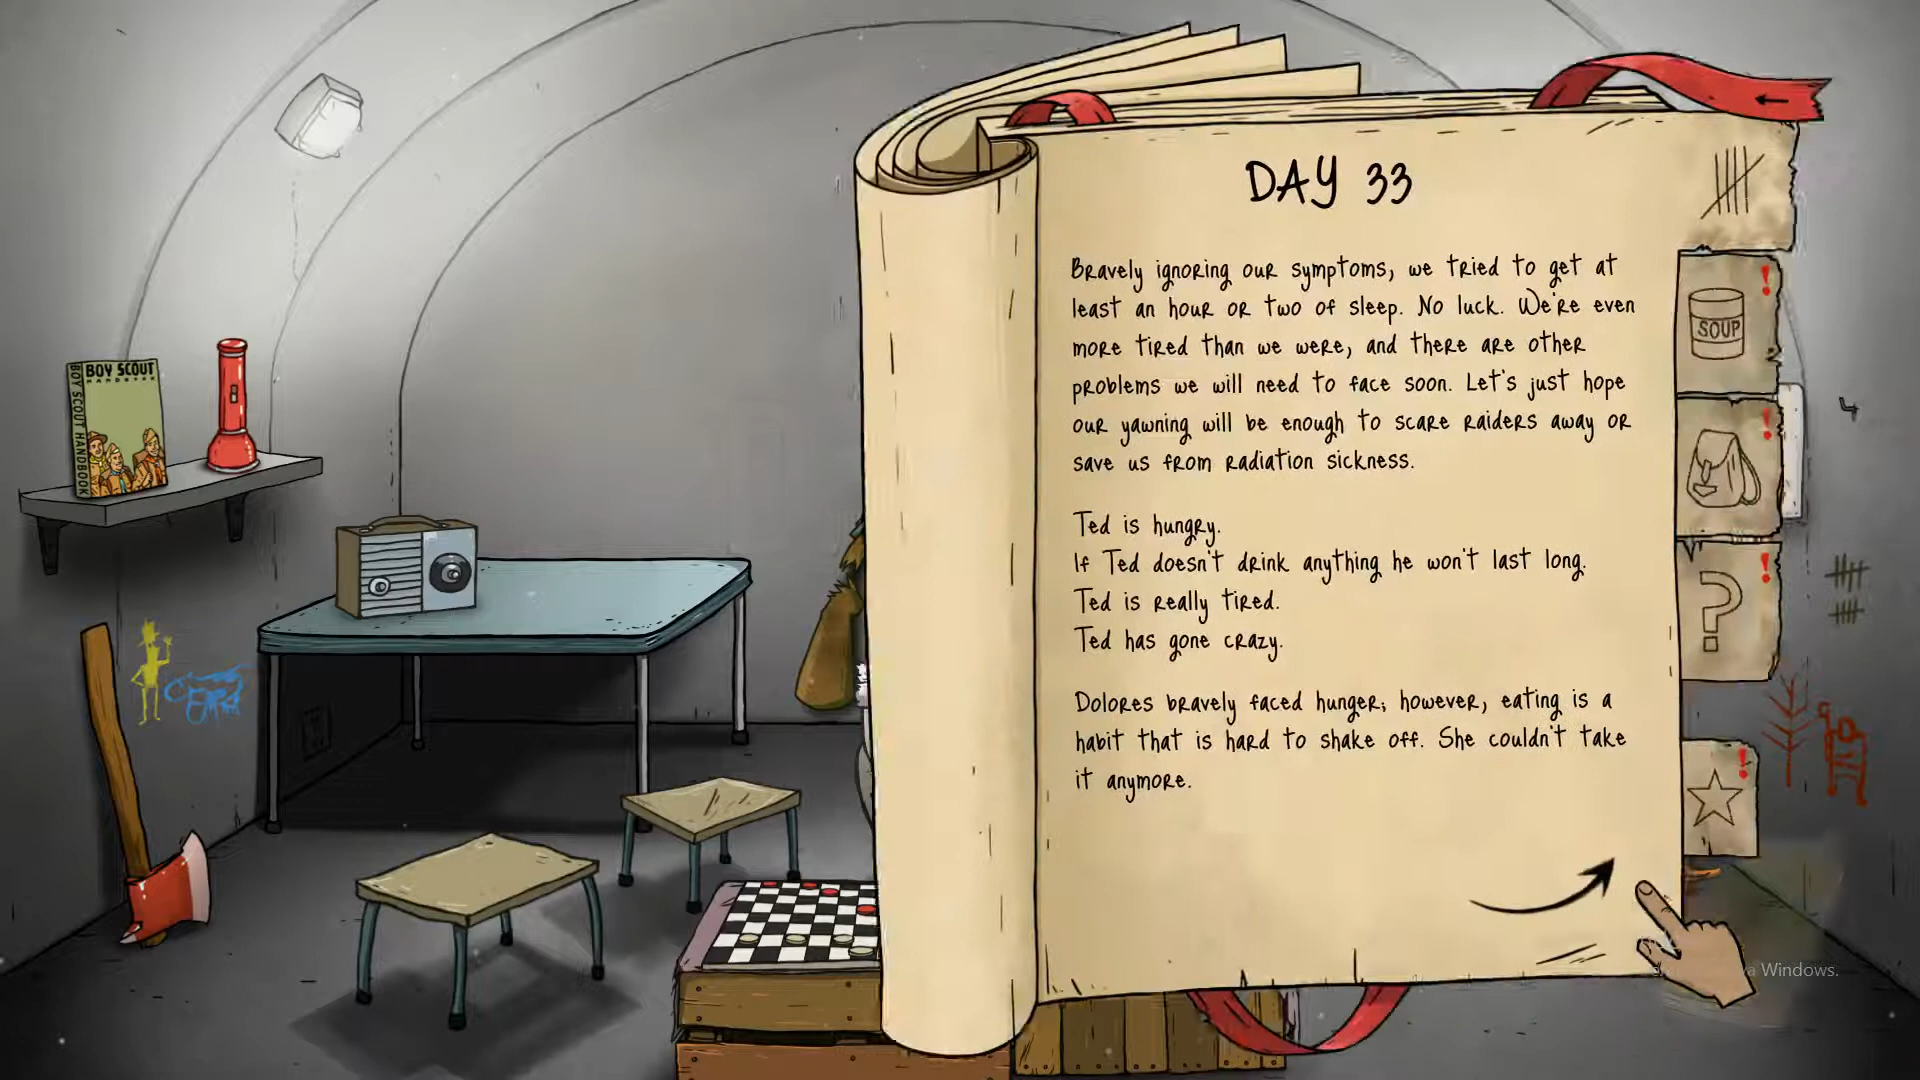 DAY 33
Bravely ignoring our symptoms, we tried to get at
least an hour or two of sleep. No luck. We're even
more tired than we were, and there are other
problems we will need to face soon. Let's just hope
our yawning will be enough to scare raiders away or
save us from radiation sickness.
Ted is hungry.
If Ted doesn't drink anything he won't last long.
Ted is really tired.
Ted has gone crazy.
Dolores bravely faced hunger; however, eating is a
habit that is hard to shake off. She couldn't take
it anymore.
SOUP
BOY SCOUT
HANDBOOK
BOY SCOUT HANDBOOK
Windows.